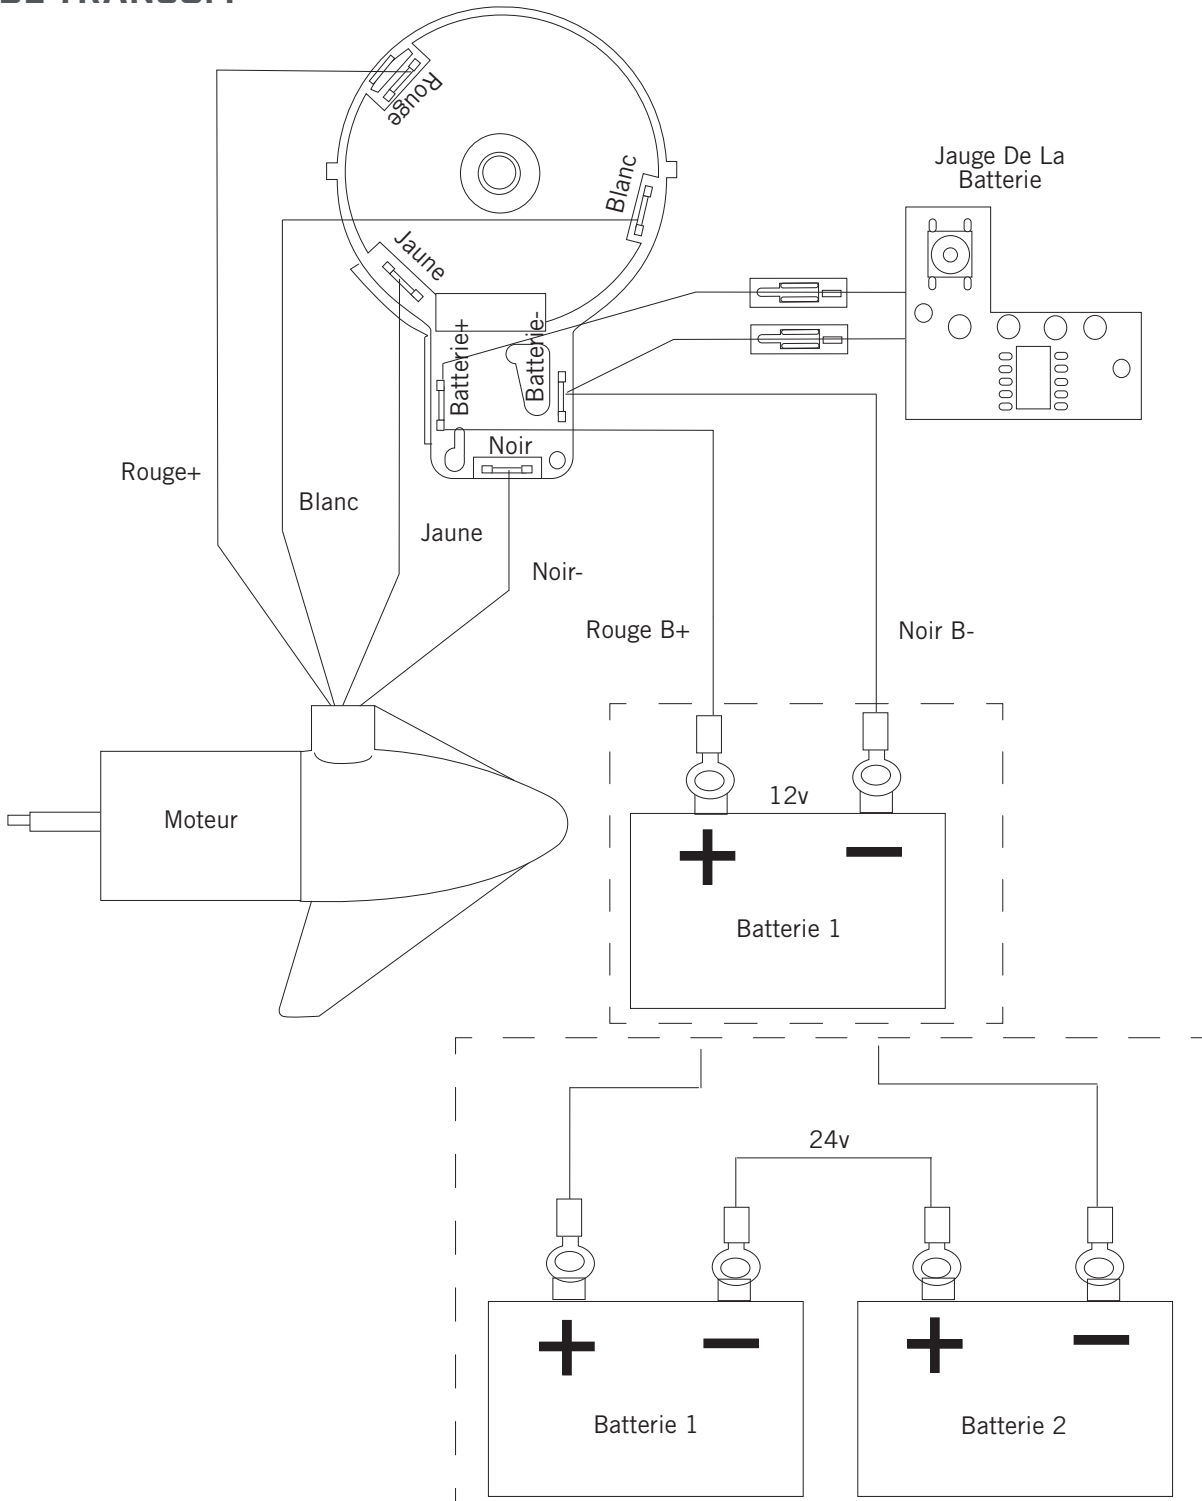 Rouge
Blanc
Jaune
Jauge De La
Batterie
Batterie+
Batterie-
Noir
Rouge+
Blanc
Jaune
Noir-
Rouge B+
Noir B-
Moteur
12v
+
−
Batterie 1
24v
+
−
+
−
Batterie 1
Batterie 2